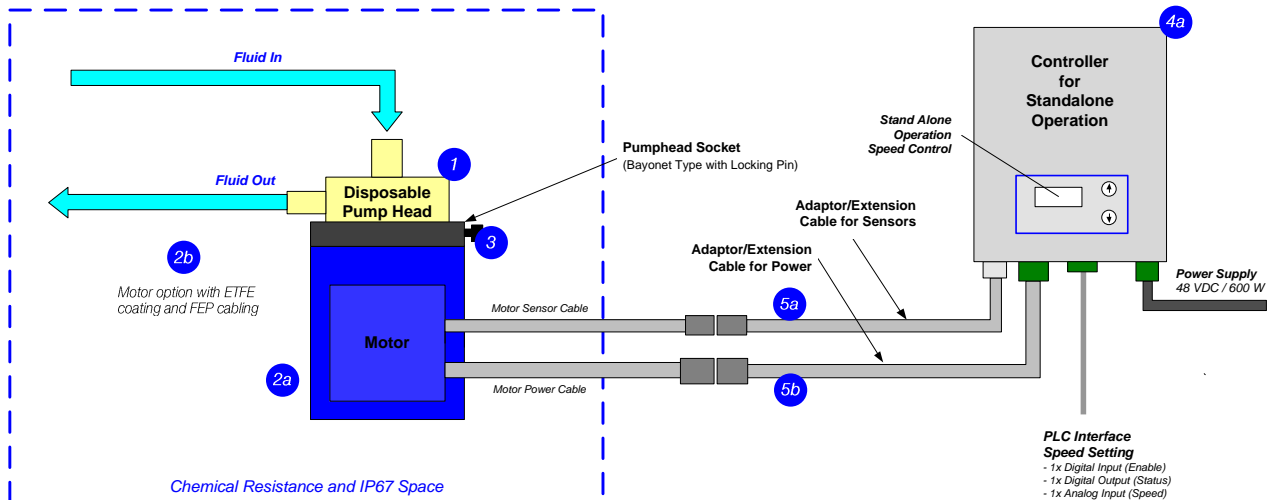 4a
Fluid In
Controller
for
Standalone
Operation
Stand Alone
Operation
Speed Control
Pumphead Socket
(Bayonet Type with Locking Pin)
1
Fluid Out
Disposable
Pump Head
3
Adaptor/Extension
Cable for Sensors
Adaptor/Extension
Cable for Power
2b
Motor option with ETFE
coating and FEP cabling
Power Supply
48 VDC / 600 W
Motor Sensor Cable
5a
Motor
2a
Motor Power Cable
5b
PLC Interface
Speed Setting
- 1x Digital Input (Enable)
- 1x Digital Output (Status)
- 1x Analog Input (Speed)
Chemical Resistance and IP67 Space